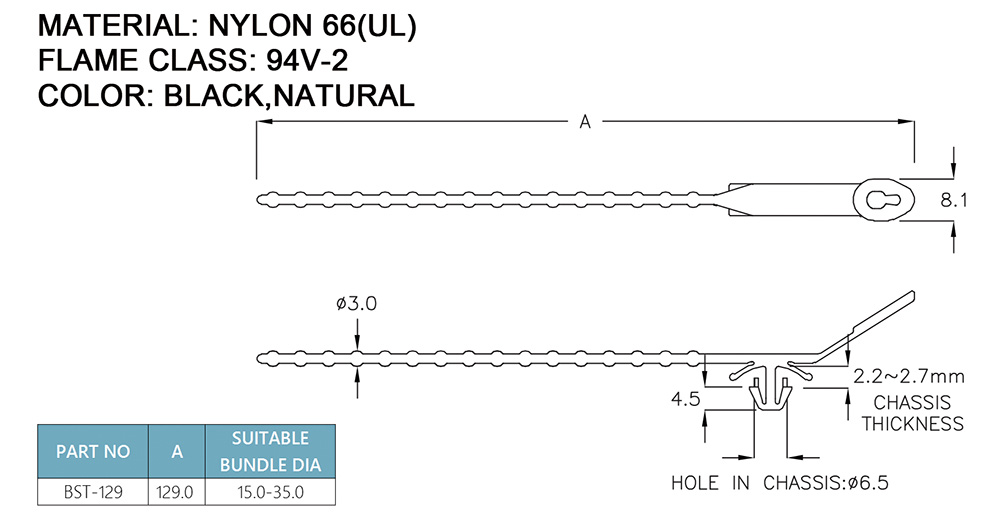 MATERIAL: NYLON 66(UL)
FLAME CLASS: 94V-2
COLOR: BLACK,NATURAL
A
8.1
ø3.0
2.2~2.7mm
CHASSIS
THICKNESS
4.5
HOLE IN CHASSIS:ø6.5
PART NO A SUITABLE
BUNDLE DIA
BST-129 129.0 15.0-35.0